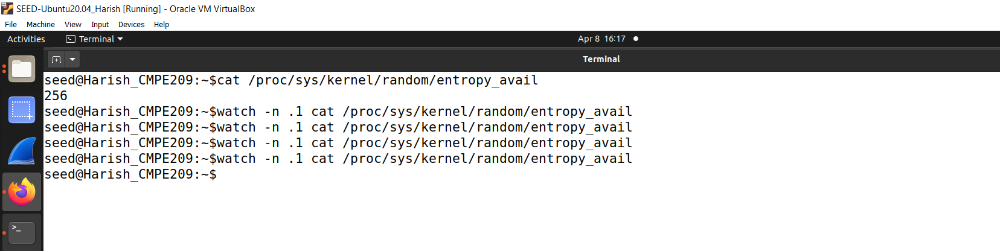 SEED-Ubuntu20.04_Harish [Running] - Oracle VM VirtualBox
File Machine View Input Devices Help
Activities Terminal Apr 8 16:17
Terminal
seed@Harish_CMPE209:~$cat /proc/sys/kernel/random/entropy_avail
256
seed@Harish_CMPE209:~$watch -n .1 cat /proc/sys/kernel/random/entropy_avail
seed@Harish_CMPE209:~$watch -n .1 cat /proc/sys/kernel/random/entropy_avail
seed@Harish_CMPE209:~$watch -n .1 cat /proc/sys/kernel/random/entropy_avail
seed@Harish_CMPE209:~$watch -n .1 cat /proc/sys/kernel/random/entropy_avail
seed@Harish_CMPE209:~$